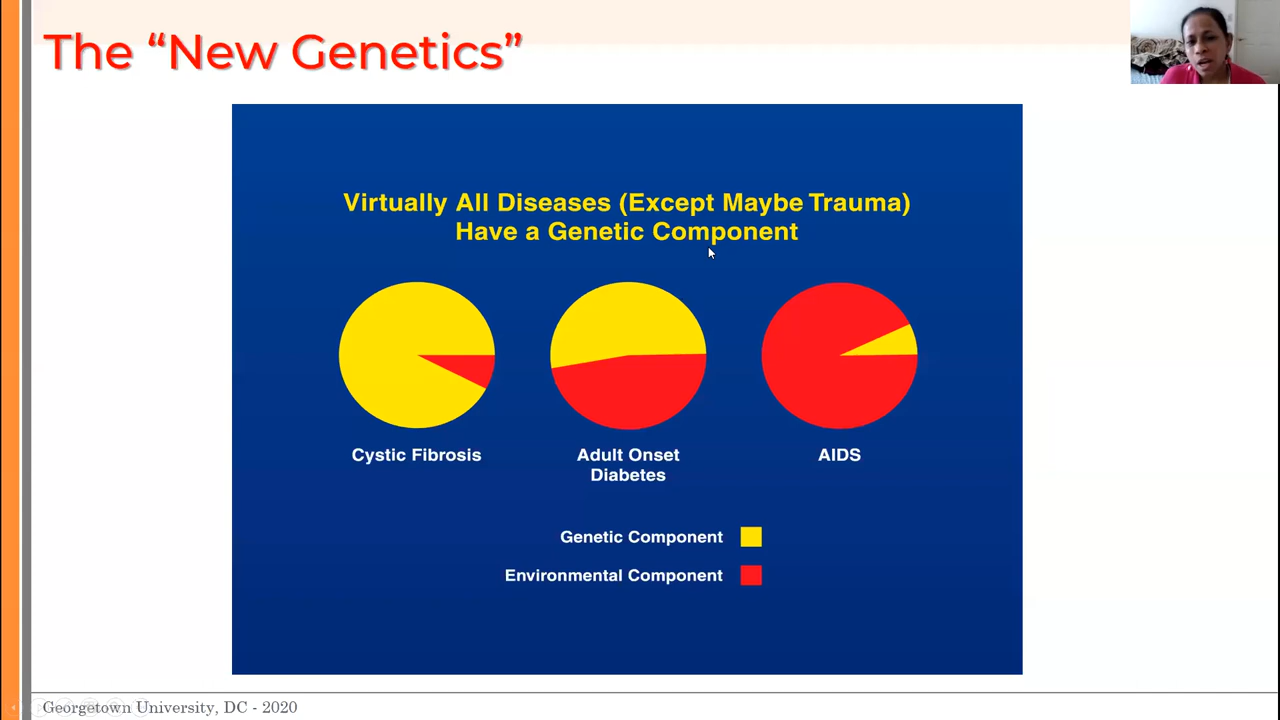 The “New Genetics”
Virtually All Diseases (Except Maybe Trauma)
Have a Genetic Component
Cystic Fibrosis
Adult Onset
Diabetes
AIDS
Genetic Component
Environmental Component
Georgetown University, DC - 2020